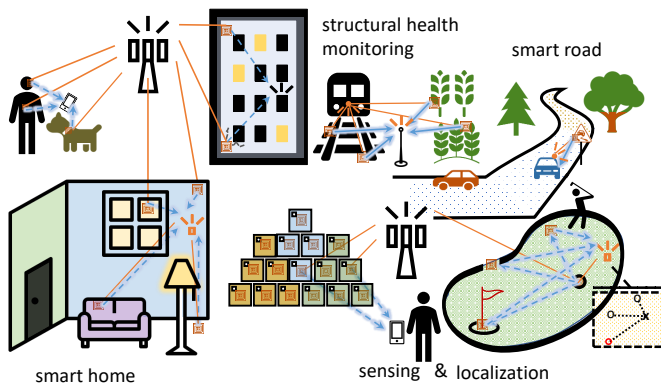 structural health
monitoring
smart road
smart home
sensing & localization
O
O
x
O